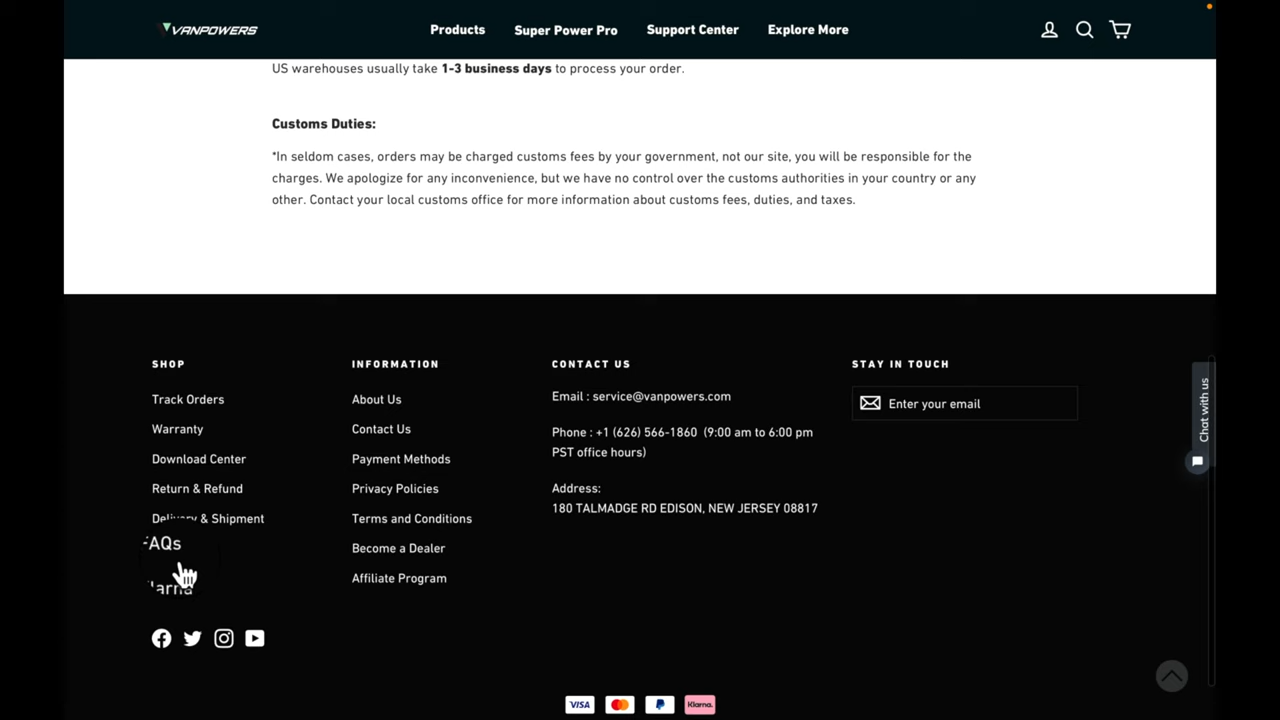 VANPOWERS
Products
Super Power Pro
Support Center
Explore More
US warehouses usually take 1-3 business days to process your order.
Customs Duties:
*In seldom cases, orders may be charged customs fees by your government, not our site, you will be responsible for the
charges. We apologize for any inconvenience, but we have no control over the customs authorities in your country or any
other. Contact your local customs office for more information about customs fees, duties, and taxes.
SHOP
Track Orders
Warranty
Download Center
Return & Refund
Delivery & Shipment
FAQs
Klarna
INFORMATION
About Us
Contact Us
Payment Methods
Privacy Policies
Terms and Conditions
Become a Dealer
Affiliate Program
CONTACT US
Email : service@vanpowers.com
Phone : +1 (626) 566-1860 (9:00 am to 6:00 pm
PST office hours)
Address:
180 TALMADGE RD EDISON, NEW JERSEY 08817
STAY IN TOUCH
Enter your email
Chat with us
VISA
Klarna.